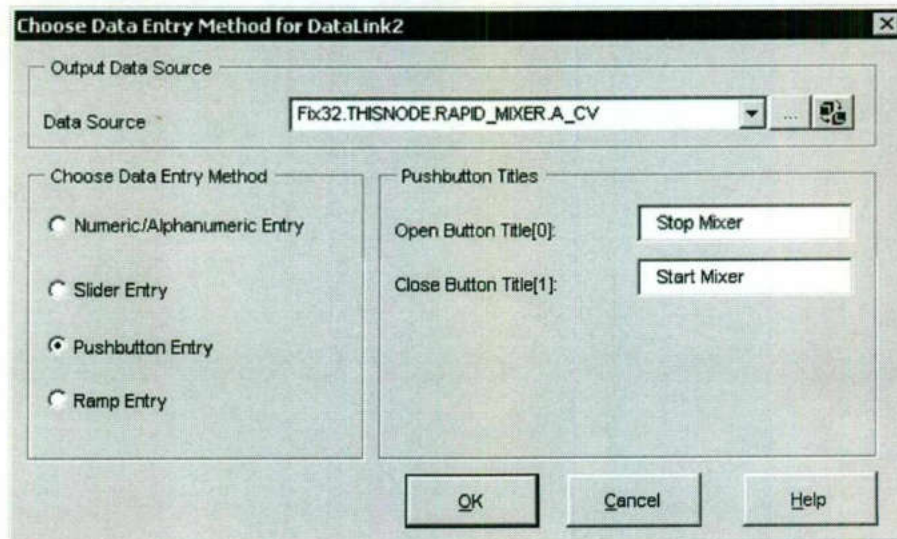 Choose Data Entry Method for DataLink2
Output Data Source
Data Source
Fix32.THISNODE.RAPID_MIXER.A_CV
...
Choose Data Entry Method
Numeric/Alphanumeric Entry
Slider Entry
Pushbutton Entry
Ramp Entry
Pushbutton Titles
Open Button Title[0]:
Stop Mixer
Close Button Title[1]:
Start Mixer
OK
Cancel
Help